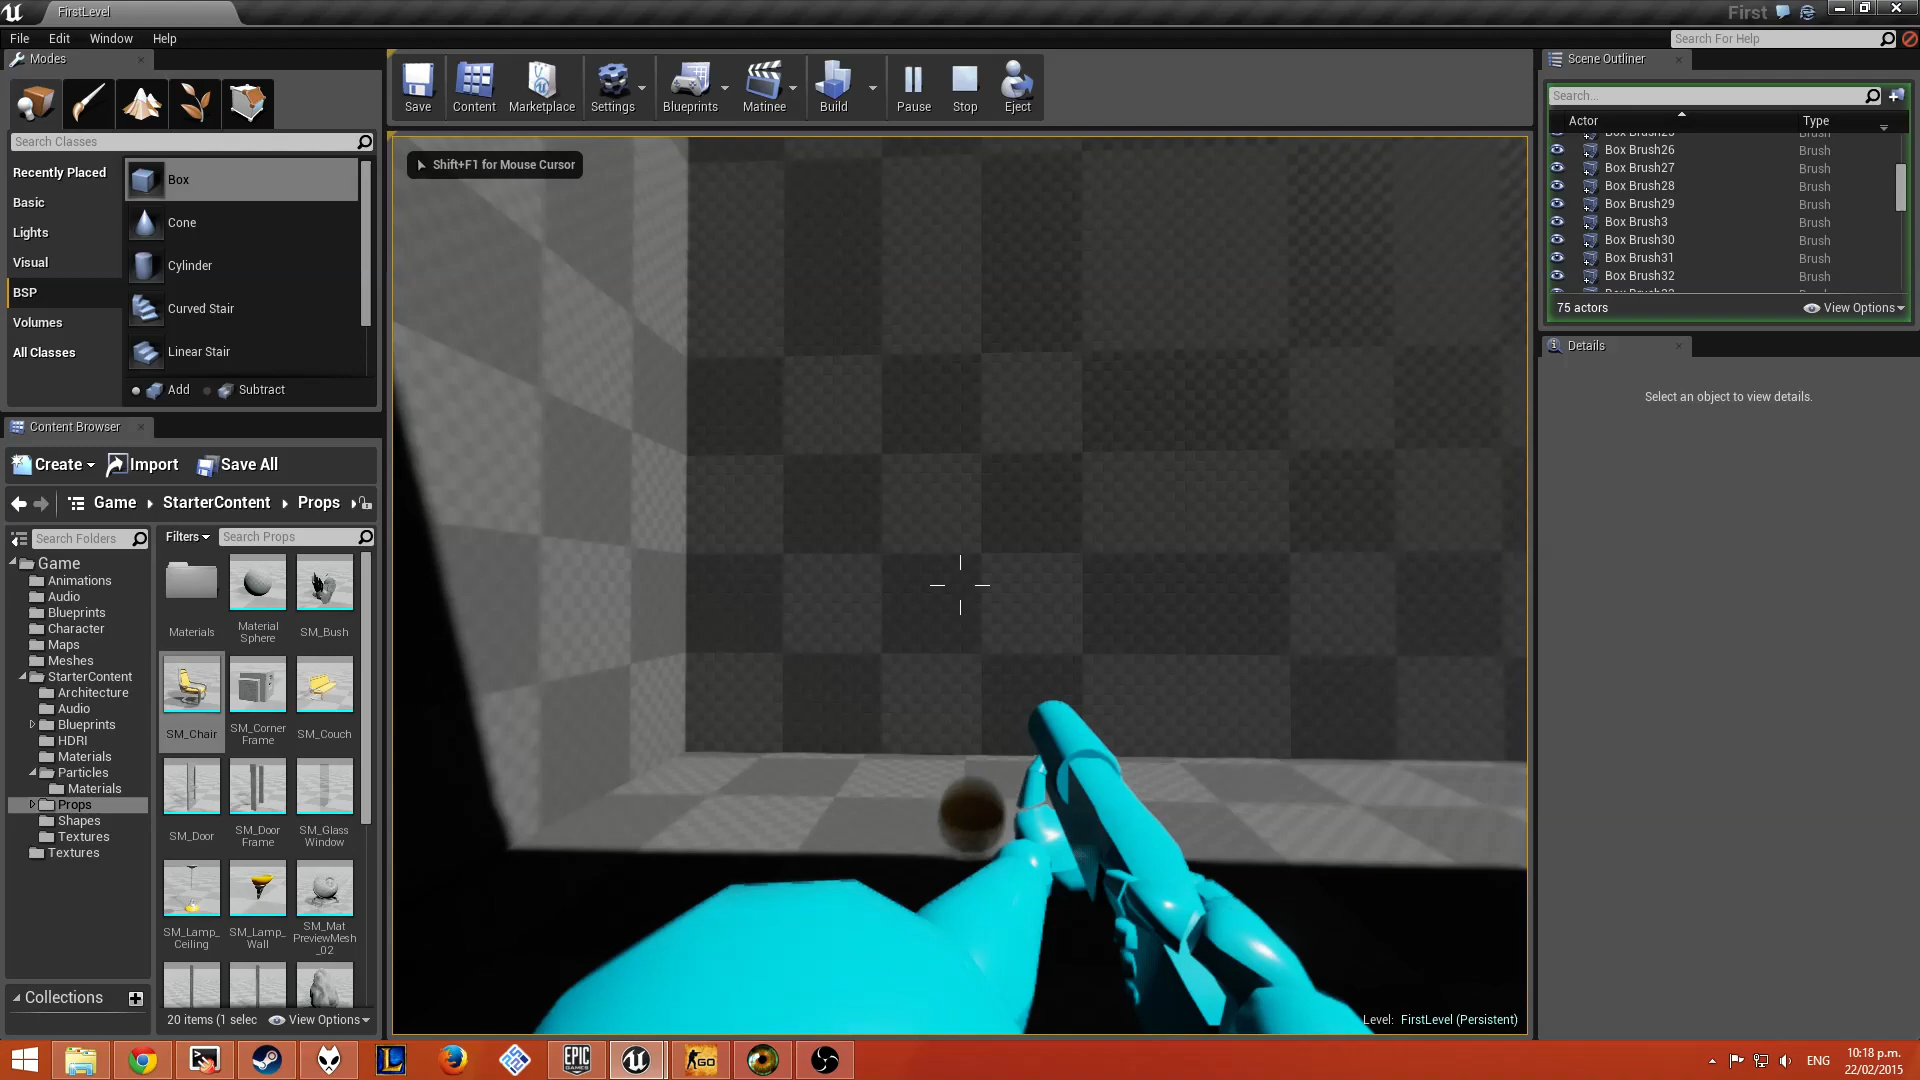 FirstLevel
First
File Edit Window Help
Search For Help
Modes
Save
Content
Marketplace
Settings
Blueprints
Matinee
Build
Pause
Stop
Eject
Scene Outliner
Search...
Actor Type
Search Classes
Recently Placed
Basic
Lights
Visual
BSP
Volumes
All Classes
Box
Cone
Cylinder
Curved Stair
Linear Stair
Add Subtract
Shift+F1 for Mouse Cursor
Box Brush26 Brush
Box Brush27 Brush
Box Brush28 Brush
Box Brush29 Brush
Box Brush3 Brush
Box Brush30 Brush
Box Brush31 Brush
Box Brush32 Brush
75 actors View Options
Details
Select an object to view details.
Content Browser
Create Import Save All
Game StarterContent Props
Search Folders
Filters Search Props
Game
Animations
Audio
Blueprints
Character
Maps
Meshes
StarterContent
Architecture
Audio
Blueprints
HDRI
Materials
Particles
Materials
Props
Shapes
Textures
Textures
Materials
Material
Sphere
SM_Bush
SM_Chair
SM_Corner
Frame
SM_Couch
SM_Door
SM_Door
Frame
SM_Glass
Window
SM_Lamp_
Ceiling
SM_Lamp_
Wall
SM_Mat
PreviewMesh
_02
Collections
20 items (1 selec View Options
Level: FirstLevel (Persistent)
EPIC
GAMES
GO
ENG
10:18 p.m.
22/02/2015